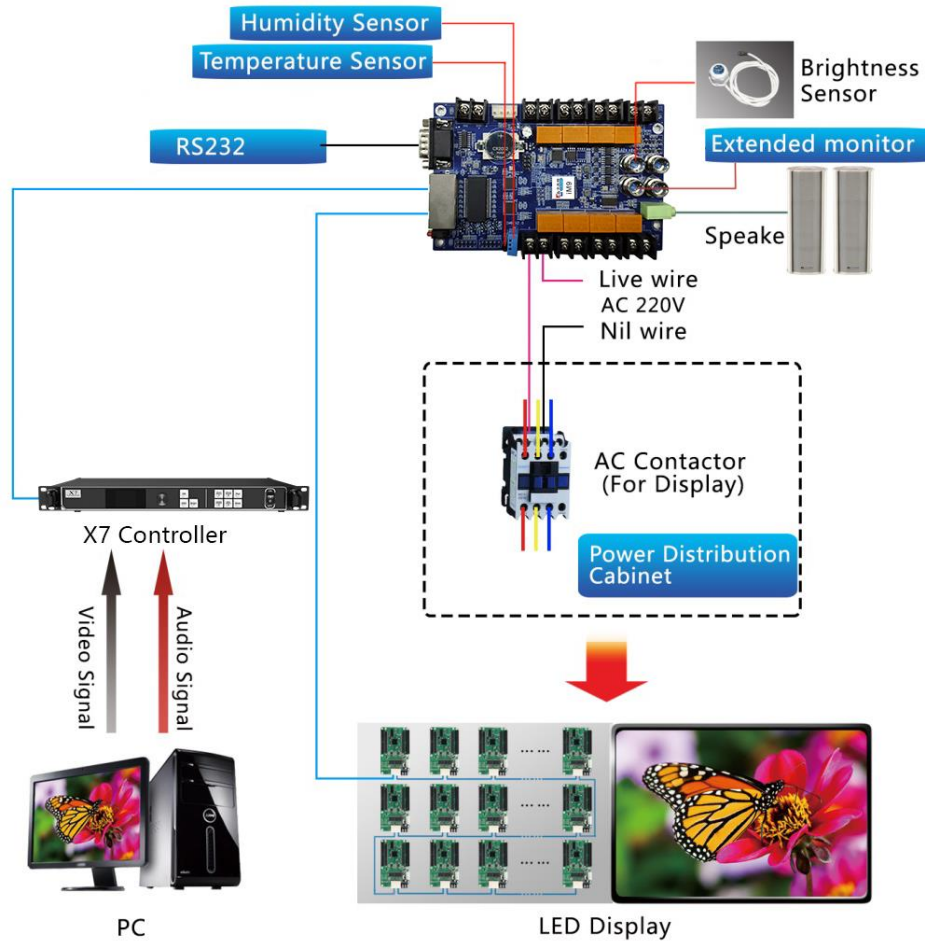 Humidity Sensor
Temperature Sensor
Brightness
Sensor
RS232
Extended monitor
iM9
Speake
Live wire
AC 220V
Nil wire
AC Contactor
(For Display)
X7 Controller
Power Distribution
Cabinet
Video Signal
Audio Signal
... ...
... ...
... ...
PC
LED Display